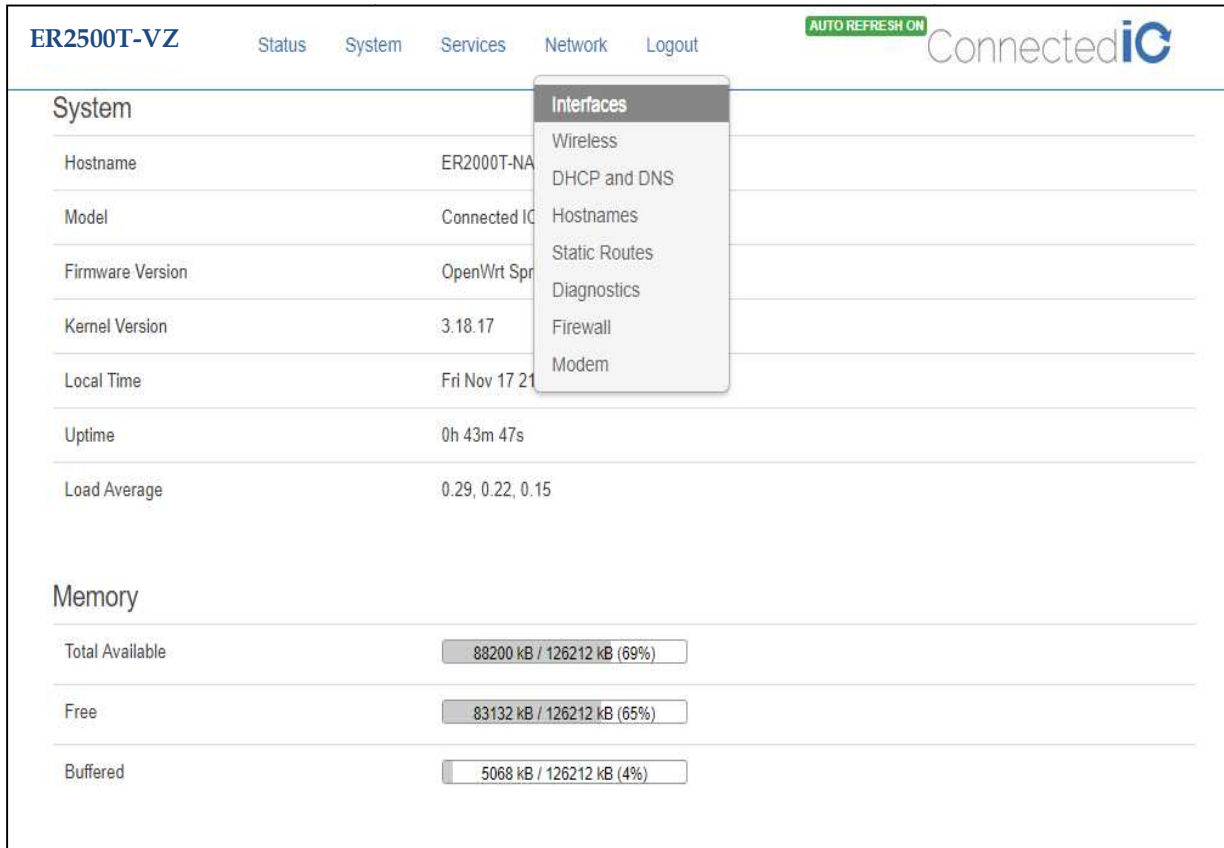 ER2500T-VZ Status System Services Network Logout AUTO REFRESH ON ConnectediO
Interfaces
Wireless
DHCP and DNS
Hostnames
Static Routes
Diagnostics
Firewall
Modem
System
Hostname ER2000T-NA
Model Connected IO
Firmware Version OpenWrt Spr
Kernel Version 3.18.17
Local Time Fri Nov 17 21
Uptime 0h 43m 47s
Load Average 0.29, 0.22, 0.15
Memory
Total Available 88200 kB / 126212 kB (69%)
Free 83132 kB / 126212 kB (65%)
Buffered 5068 kB / 126212 kB (4%)